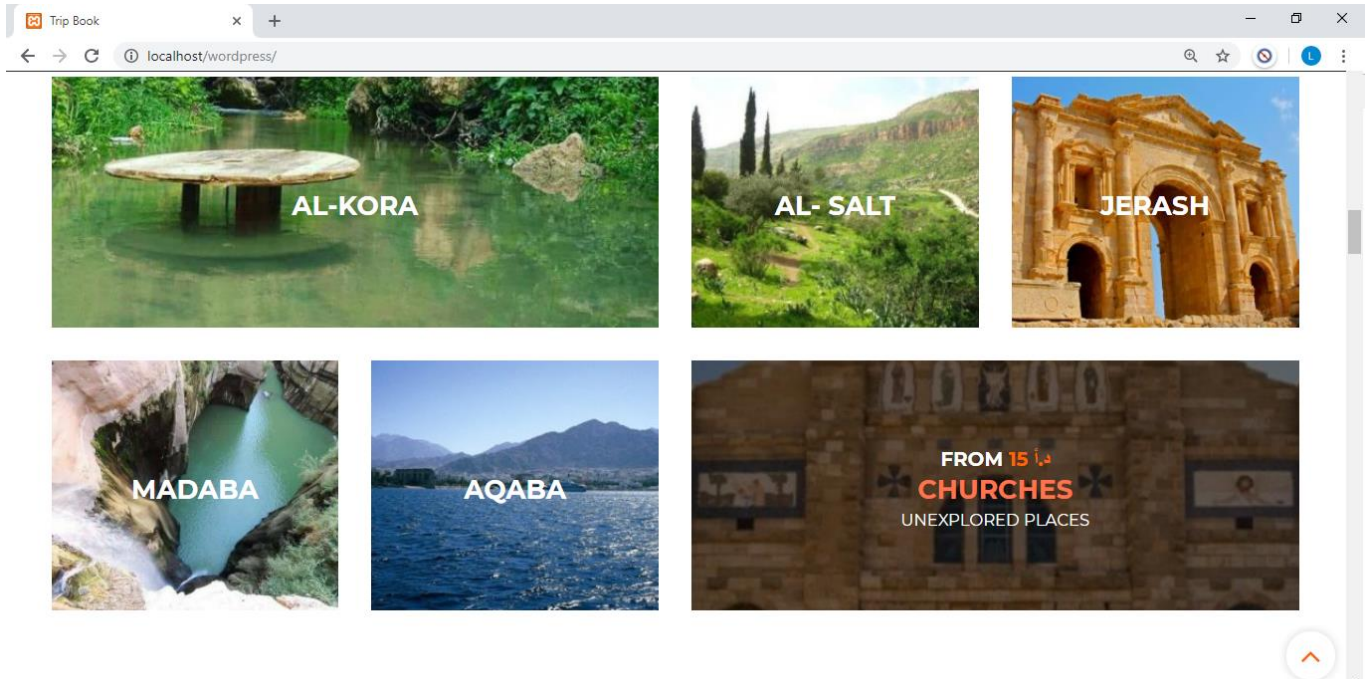 Trip Book
localhost/wordpress/
L
AL-KORA
AL- SALT
JERASH
MADABA
AQABA
FROM 15 د.أ
CHURCHES
UNEXPLORED PLACES